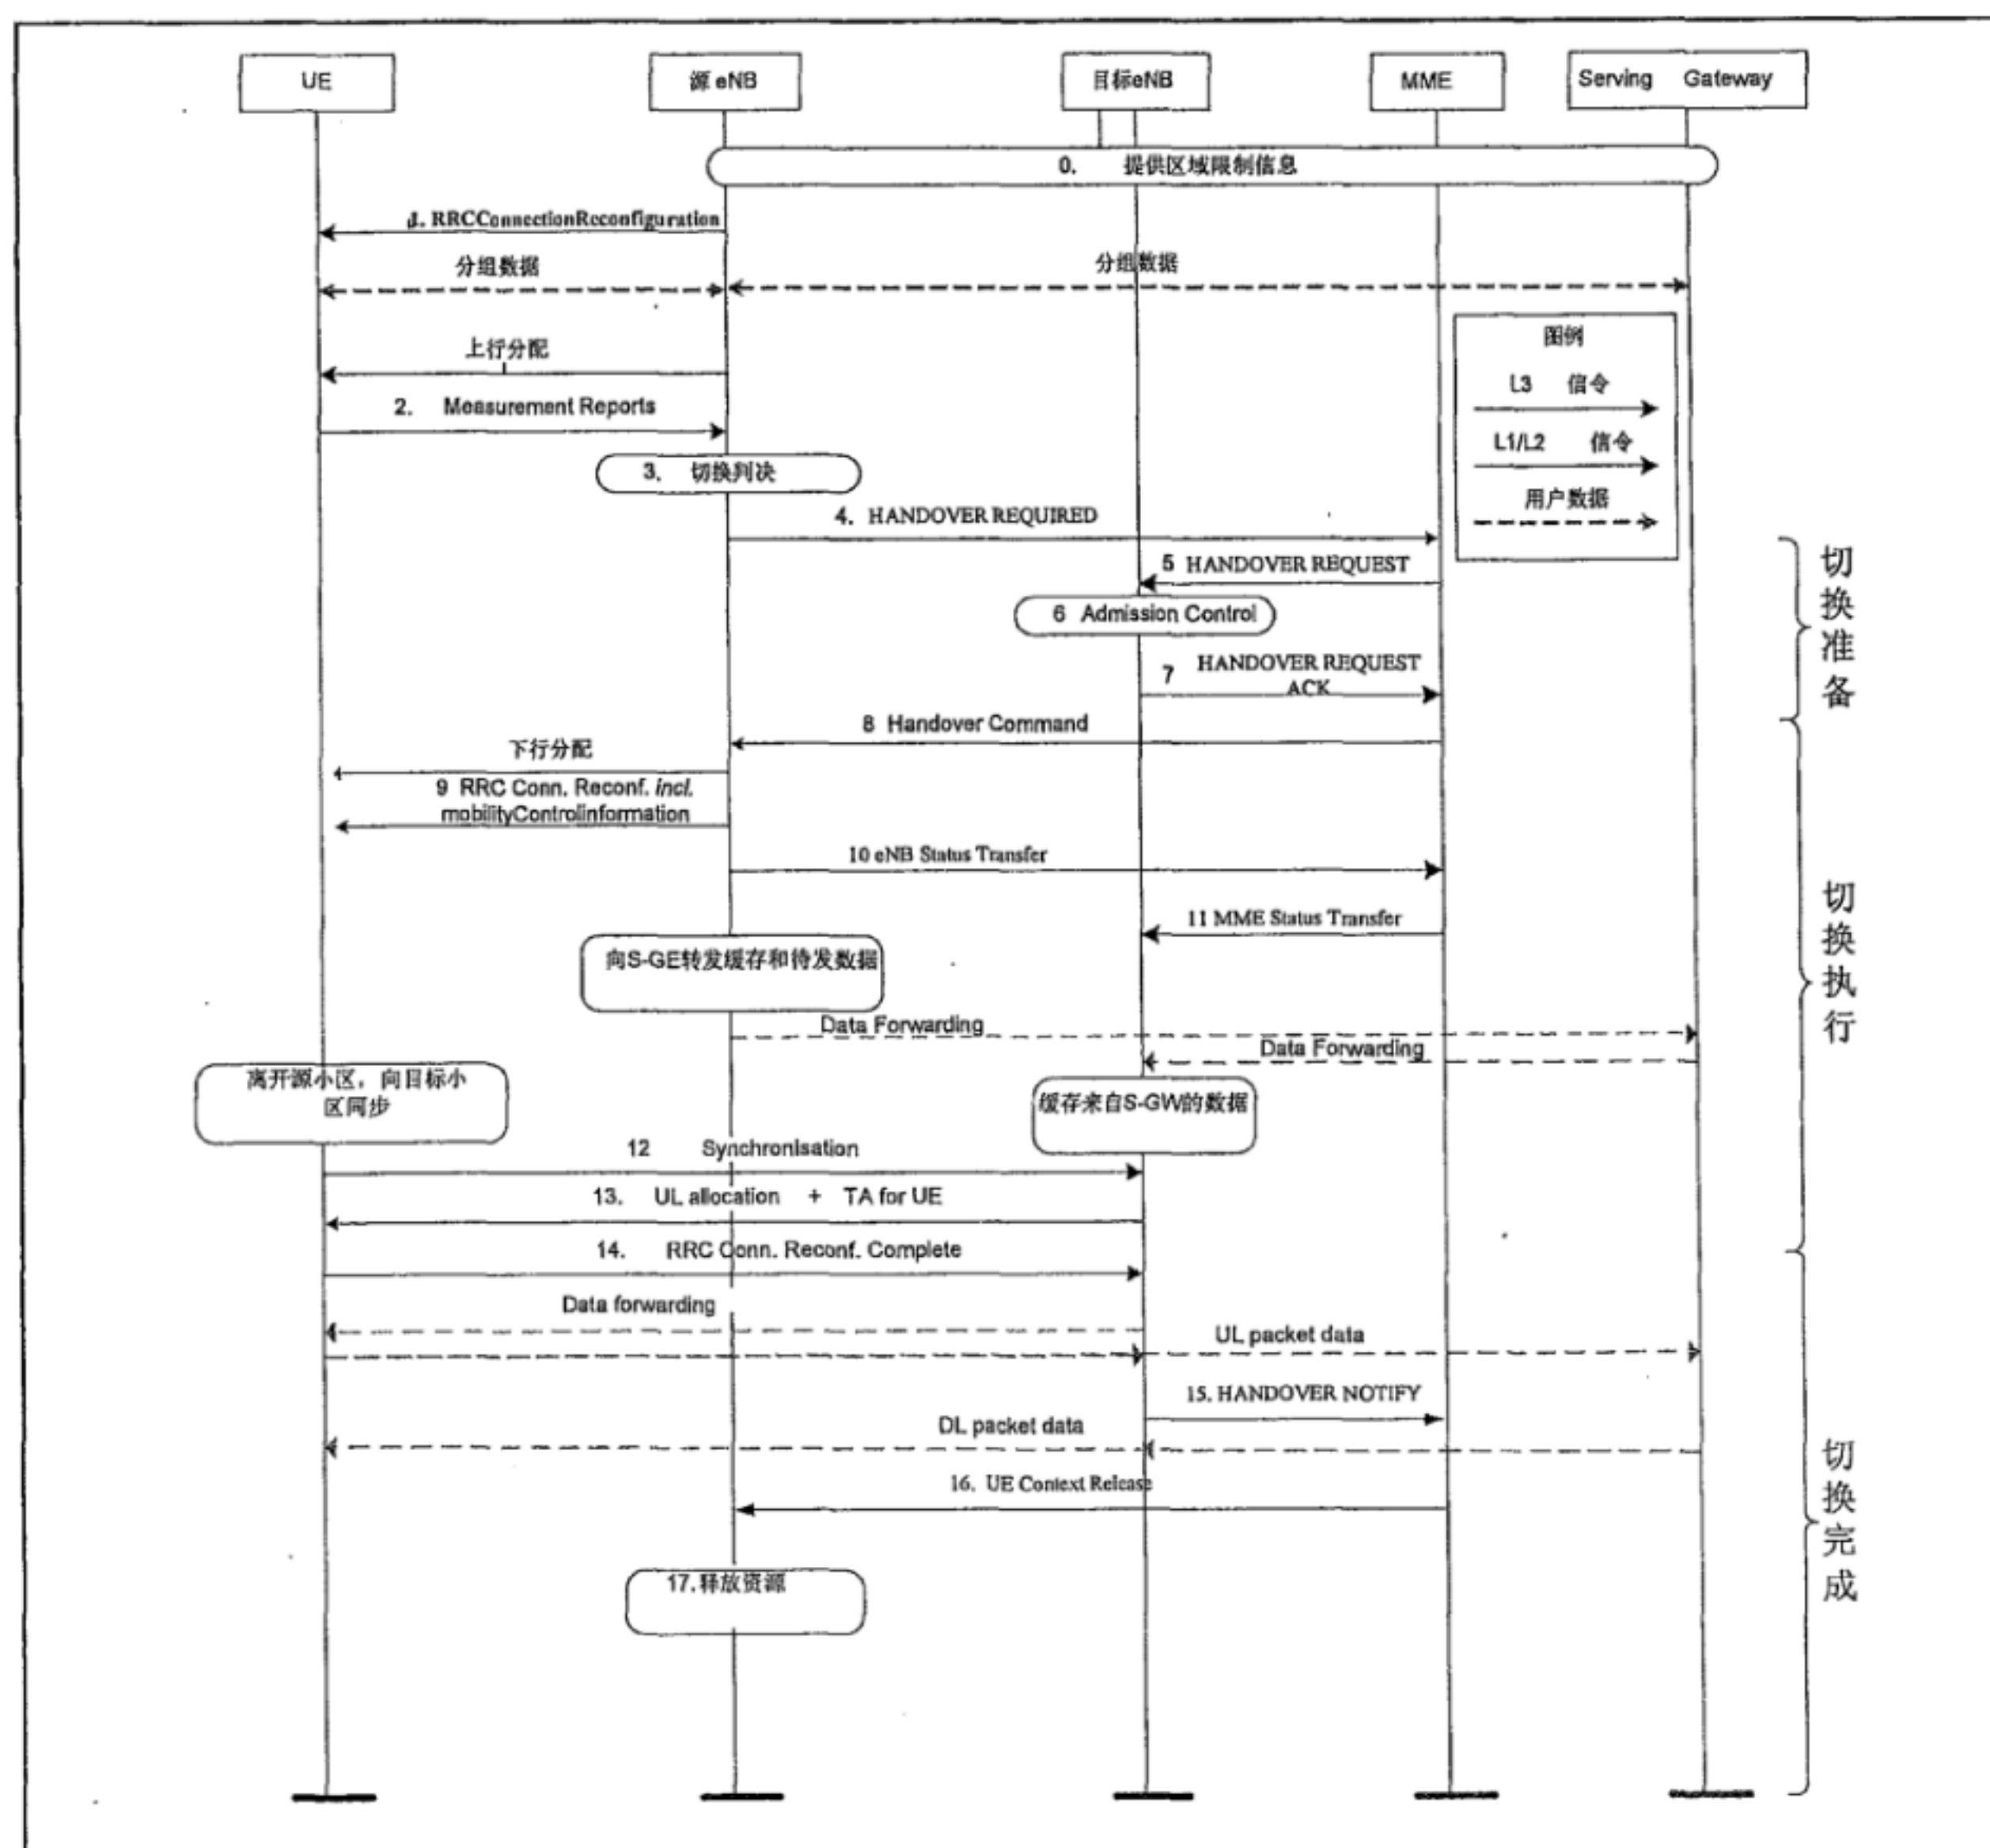 UE
源 eNB
目标eNB
MME
Serving Gateway
0. 提供区域限制信息
1. RRCConnectionReconfiguration
分组数据
分组数据
图例
L3 信令
L1/L2 信令
用户数据
上行分配
2. Measurement Reports
3. 切换判决
4. HANDOVER REQUIRED
5 HANDOVER REQUEST
6 Admission Control
7 HANDOVER REQUEST
ACK
切换准备
8 Handover Command
下行分配
9 RRC Conn. Reconf. incl.
mobilityControlinformation
10 eNB Status Transfer
11 MME Status Transfer
向S-GE转发缓存和待发数据
Data Forwarding
Data Forwarding
离开源小区，向目标小
区同步
缓存来自S-GW的数据
切换执行
12 Synchronisation
13. UL allocation + TA for UE
14. RRC Conn. Reconf. Complete
Data forwarding
UL packet data
15. HANDOVER NOTIFY
DL packet data
16. UE Context Release
17.释放资源
切换完成